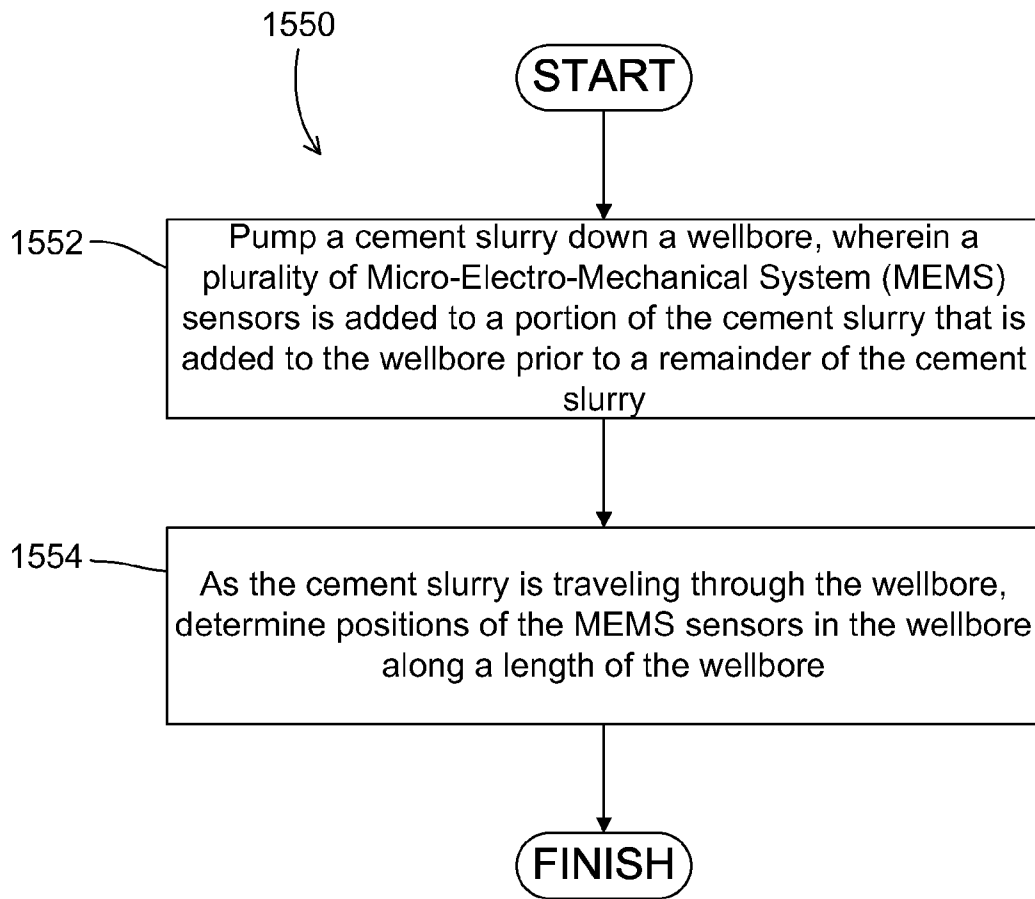 1550
START
1552
Pump a cement slurry down a wellbore, wherein a
plurality of Micro-Electro-Mechanical System (MEMS)
sensors is added to a portion of the cement slurry that is
added to the wellbore prior to a remainder of the cement
slurry
1554
As the cement slurry is traveling through the wellbore,
determine positions of the MEMS sensors in the wellbore
along a length of the wellbore
FINISH